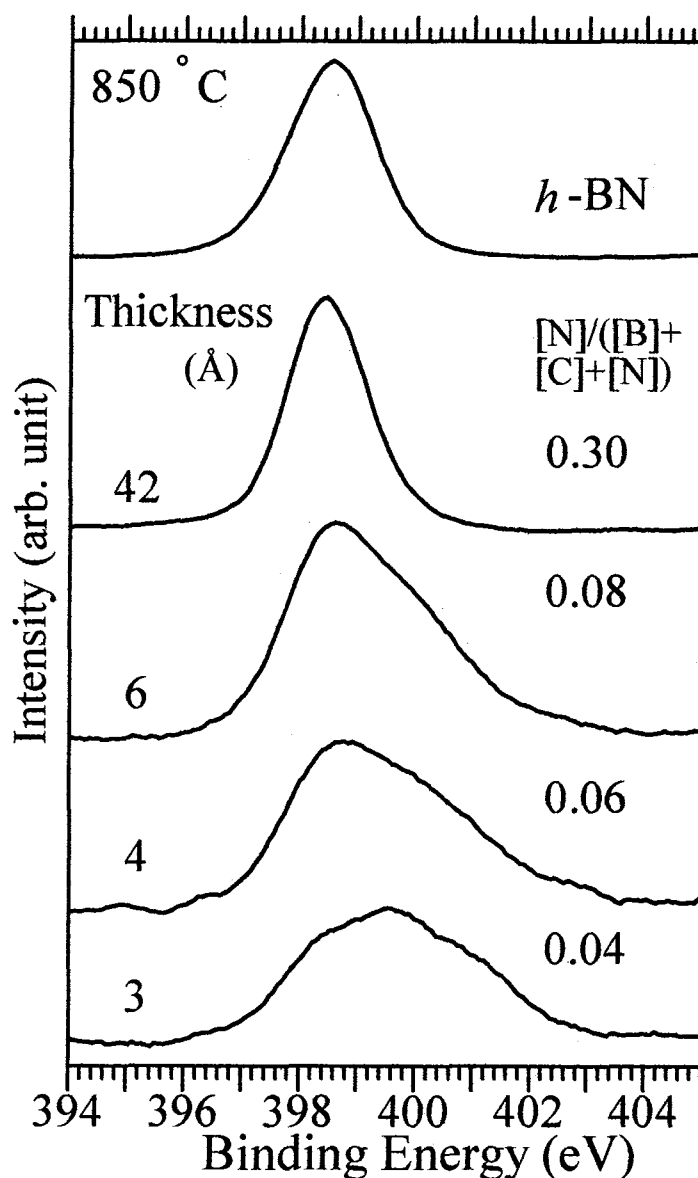 850 °C
h-BN
Thickness
(Å)
[N]/([B]+
[C]+[N])
42
0.30
6
0.08
4
0.06
3
0.04
Intensity (arb. unit)
394 396 398 400 402 404
Binding Energy (eV)